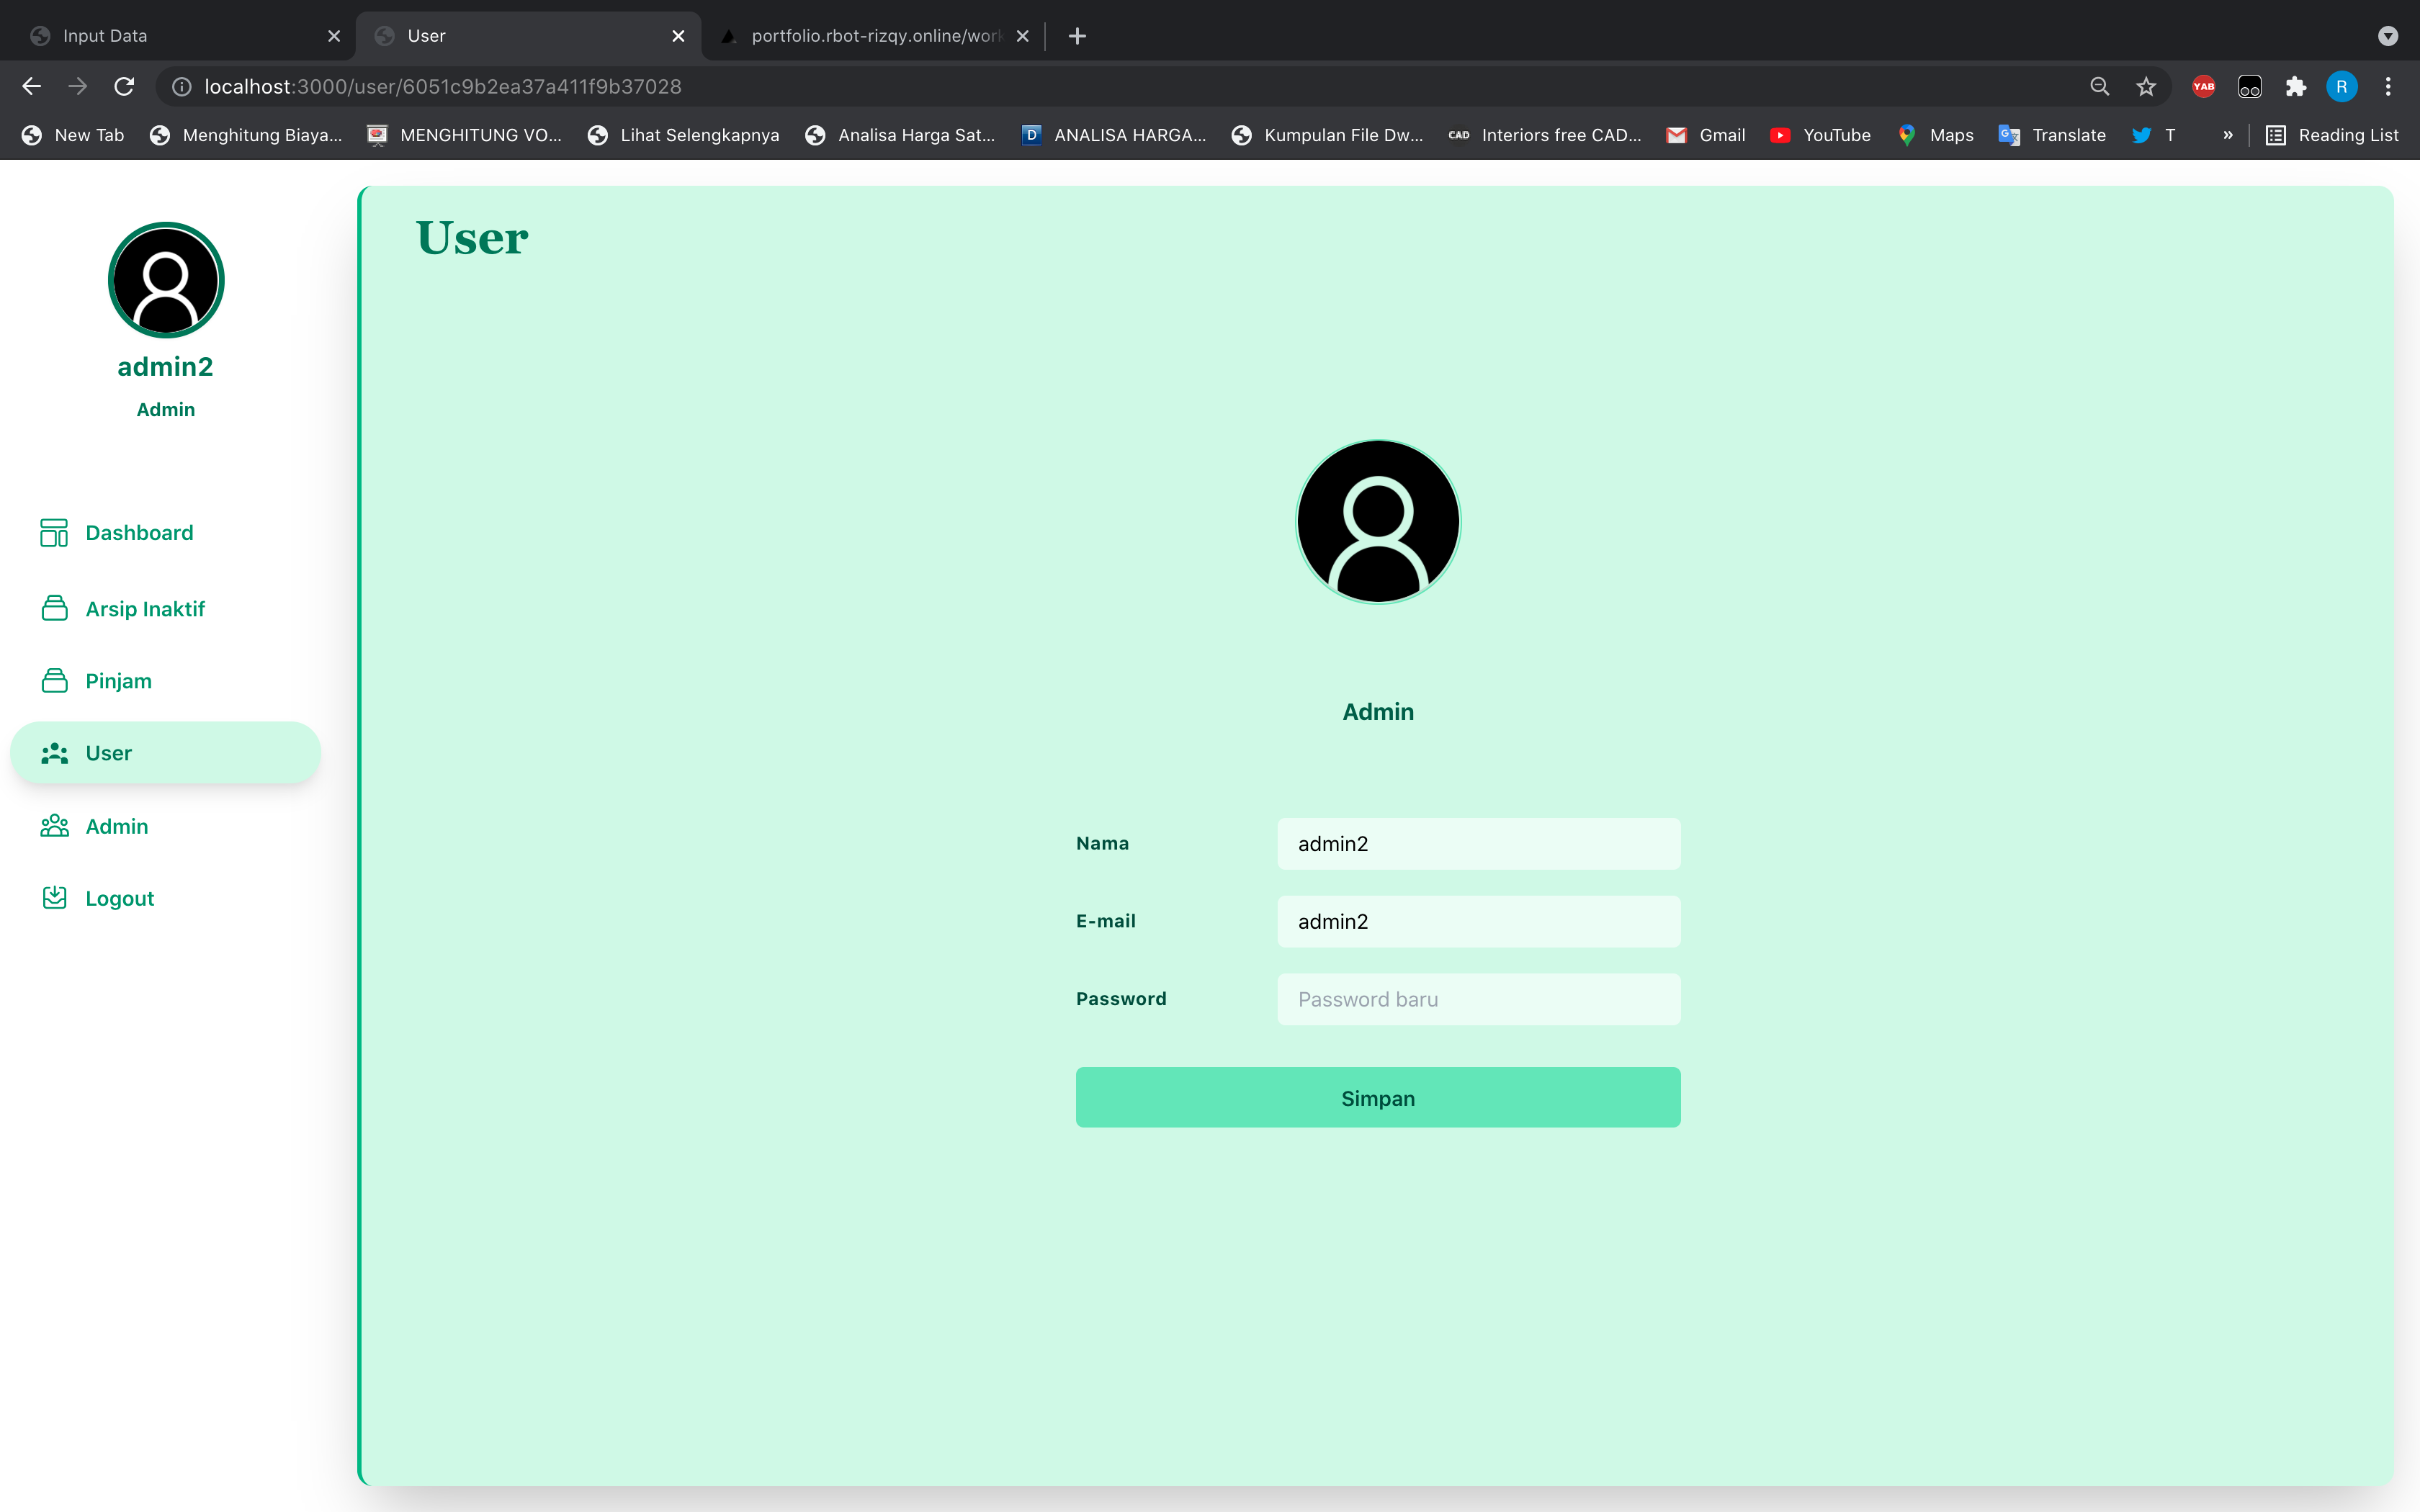 Input Data
User
portfolio.rbot-rizqy.online/work
localhost:3000/user/6051c9b2ea37a411f9b37028
YAB
R
New Tab
Menghitung Biaya...
MENGHITUNG VO...
Lihat Selengkapnya
Analisa Harga Sat...
D
ANALISA HARGA...
Kumpulan File Dw...
CAD
Interiors free CAD...
Gmail
YouTube
Maps
Translate
T
»
Reading List
admin2
Admin
Dashboard
Arsip Inaktif
Pinjam
User
Admin
Logout
User
Admin
Nama
admin2
E-mail
admin2
Password
Password baru
Simpan